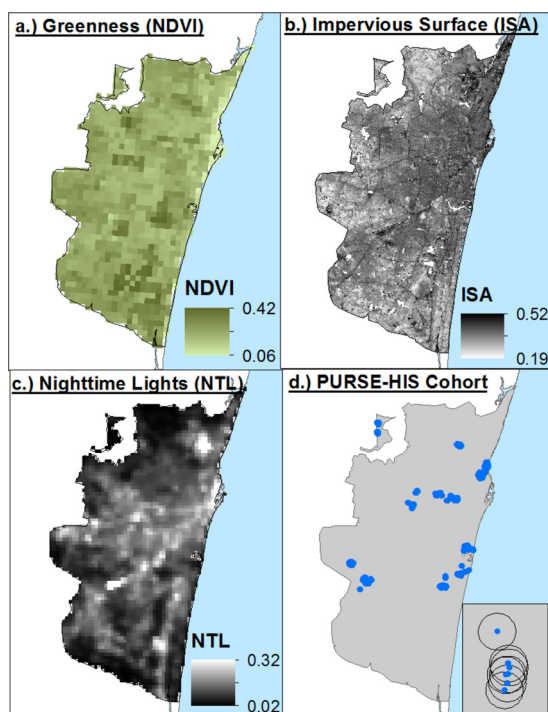 a.) Greenness (NDVI)
NDVI
0.42
0.06
b.) Impervious Surface (ISA)
ISA
0.52
0.19
c.) Nighttime Lights (NTL)
NTL
0.32
0.02
d.) PURSE-HIS Cohort